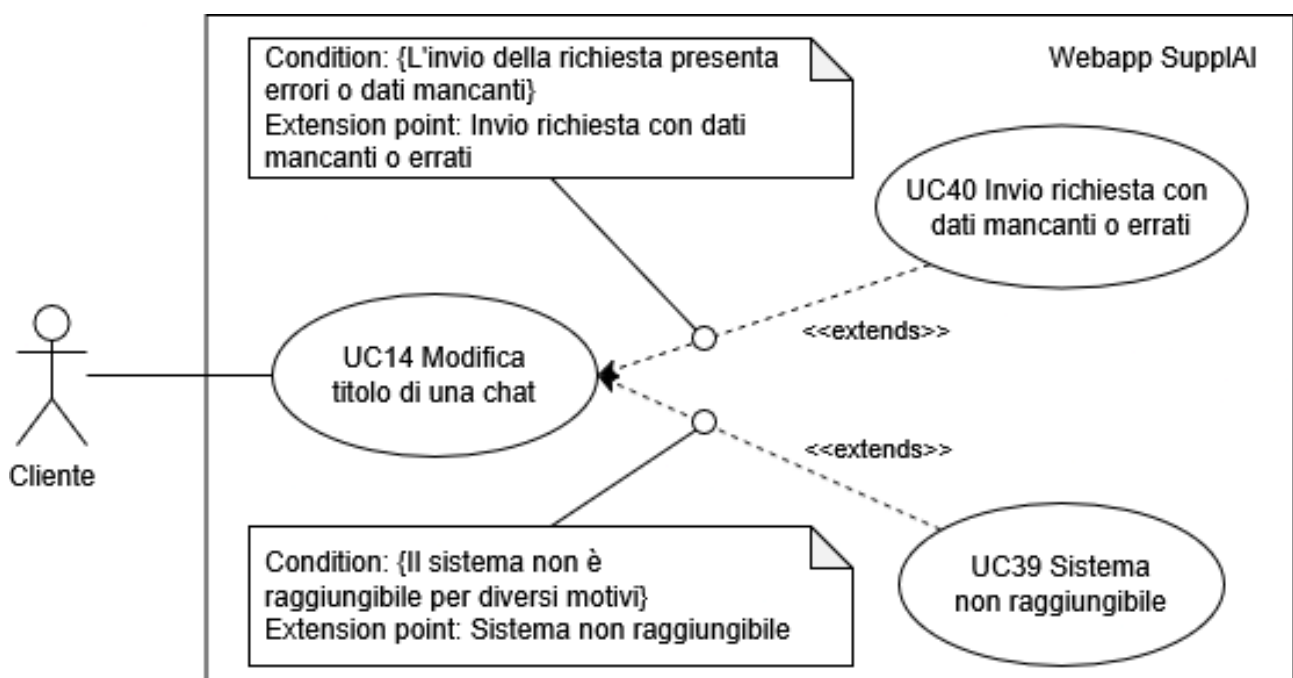 Condition: {L'invio della richiesta presenta
errori o dati mancanti}
Extension point: Invio richiesta con dati
mancanti o errati
Webapp SupplAI
UC40 Invio richiesta con
dati mancanti o errati
<<extends>>
UC14 Modifica
titolo di una chat
Cliente
<<extends>>
Condition: {Il sistema non è
raggiungibile per diversi motivi}
Extension point: Sistema non raggiungibile
UC39 Sistema
non raggiungibile